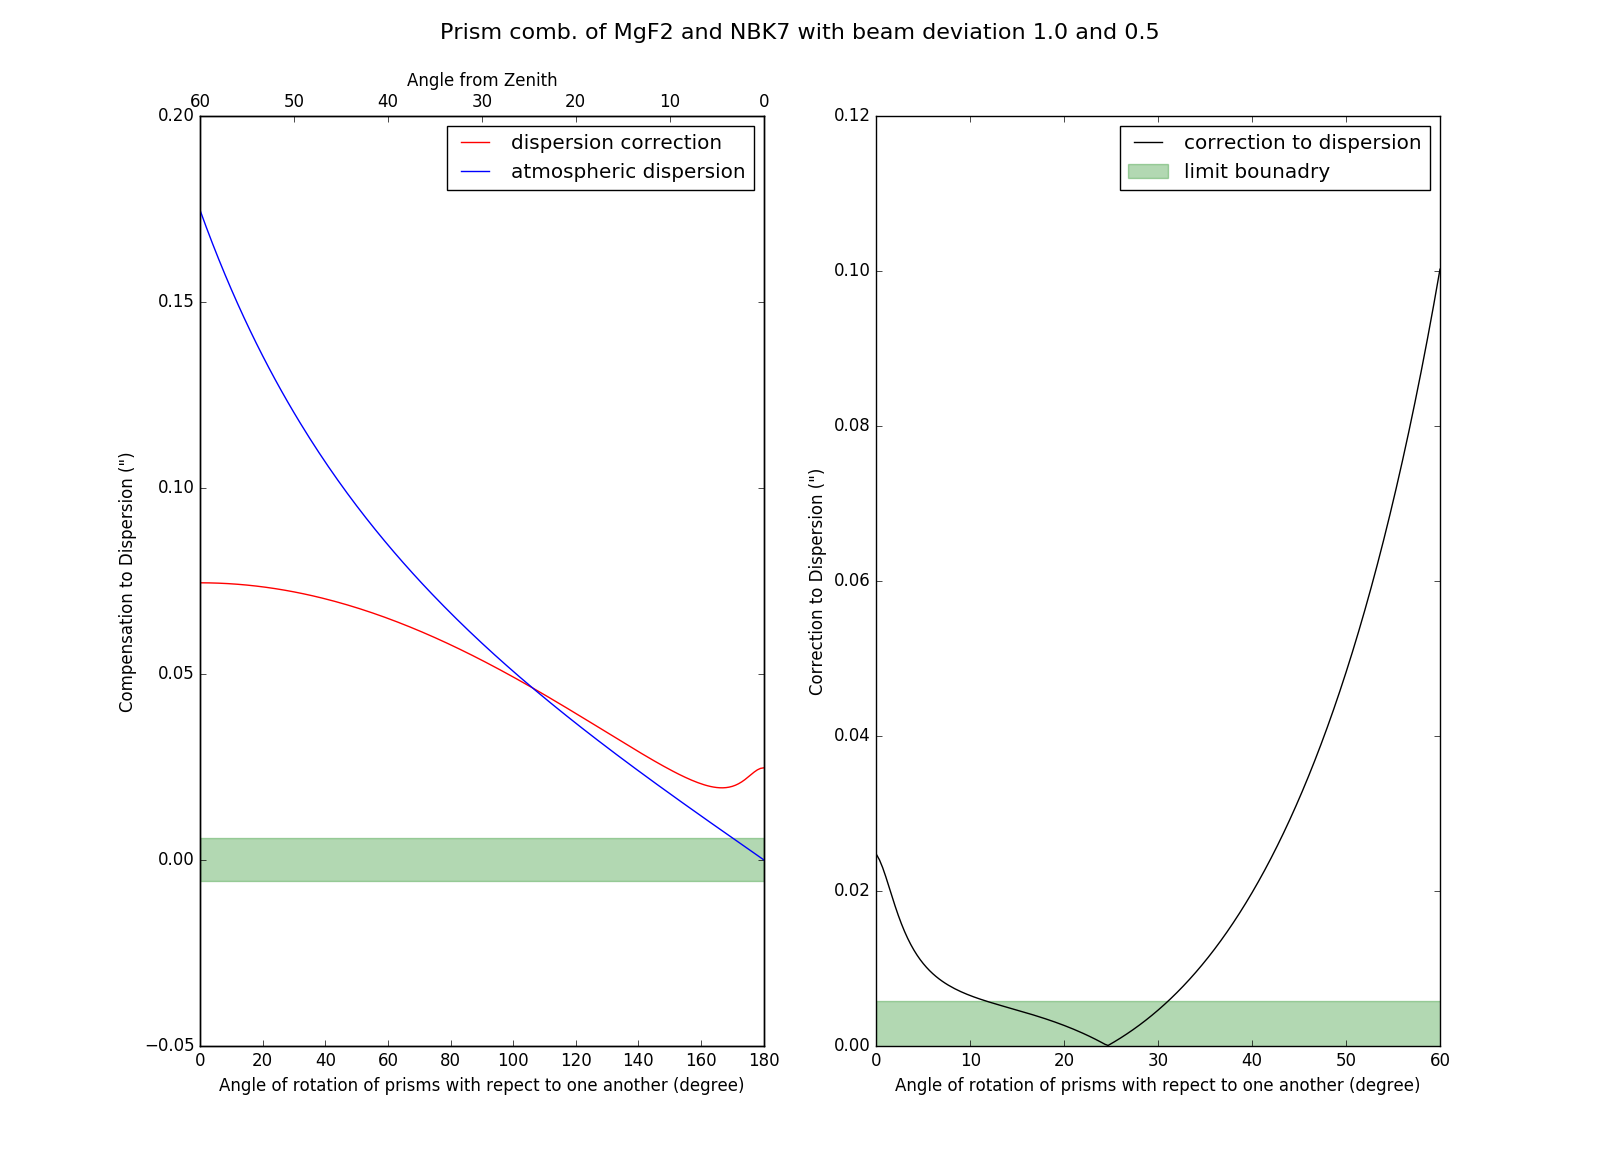 Prism comb. of MgF2 and NBK7 with beam deviation 1.0 and 0.5
Angle from Zenith
60 50 40 30 20 10 0
dispersion correction
atmospheric dispersion
0.20
0.15
0.10
0.05
0.00
−0.05
Compensation to Dispersion (")
0 20 40 60 80 100 120 140 160 180
Angle of rotation of prisms with repect to one another (degree)
correction to dispersion
limit bounadry
0.12
0.10
0.08
0.06
0.04
0.02
0.00
Correction to Dispersion (")
0 10 20 30 40 50 60
Angle of rotation of prisms with repect to one another (degree)